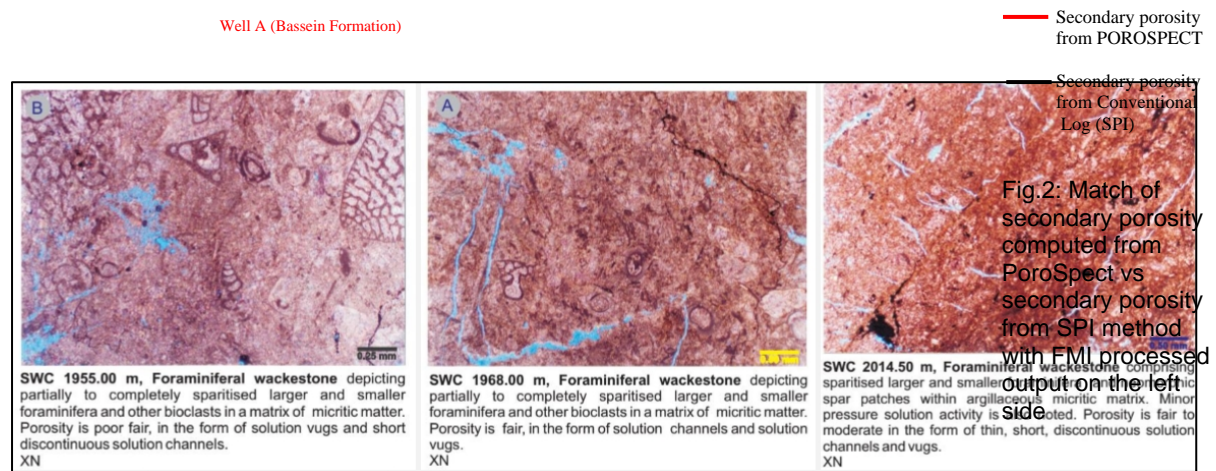 Well A (Bassein Formation)
Secondary porosity
from POROSPECT
Secondary porosity
from Conventional
Log (SPI)
B
0.25 mm
SWC 1955.00 m, Foraminiferal wackestone depicting
partially to completely sparitised larger and smaller
foraminifera and other bioclasts in a matrix of micritic matter.
Porosity is poor fair, in the form of solution vugs and short
discontinuous solution channels.
XN
A
SWC 1968.00 m, Foraminiferal wackestone depicting
partially to completely sparitised larger and smaller
foraminifera and other bioclasts in a matrix of micritic matter.
Porosity is fair, in the form of solution channels and solution
vugs.
XN
SWC 2014.50 m, Foraminiferal wackestone comprising
sparitised larger and smaller
spar patches within argillaceous micritic matrix. Minor
pressure solution activity is noted. Porosity is fair to
moderate in the form of thin, short, discontinuous solution
channels and vugs.
XN
Fig.2: Match of
secondary porosity
computed from
PoroSpect vs
secondary porosity
from SPI method
with FMI processed
output on the left
side